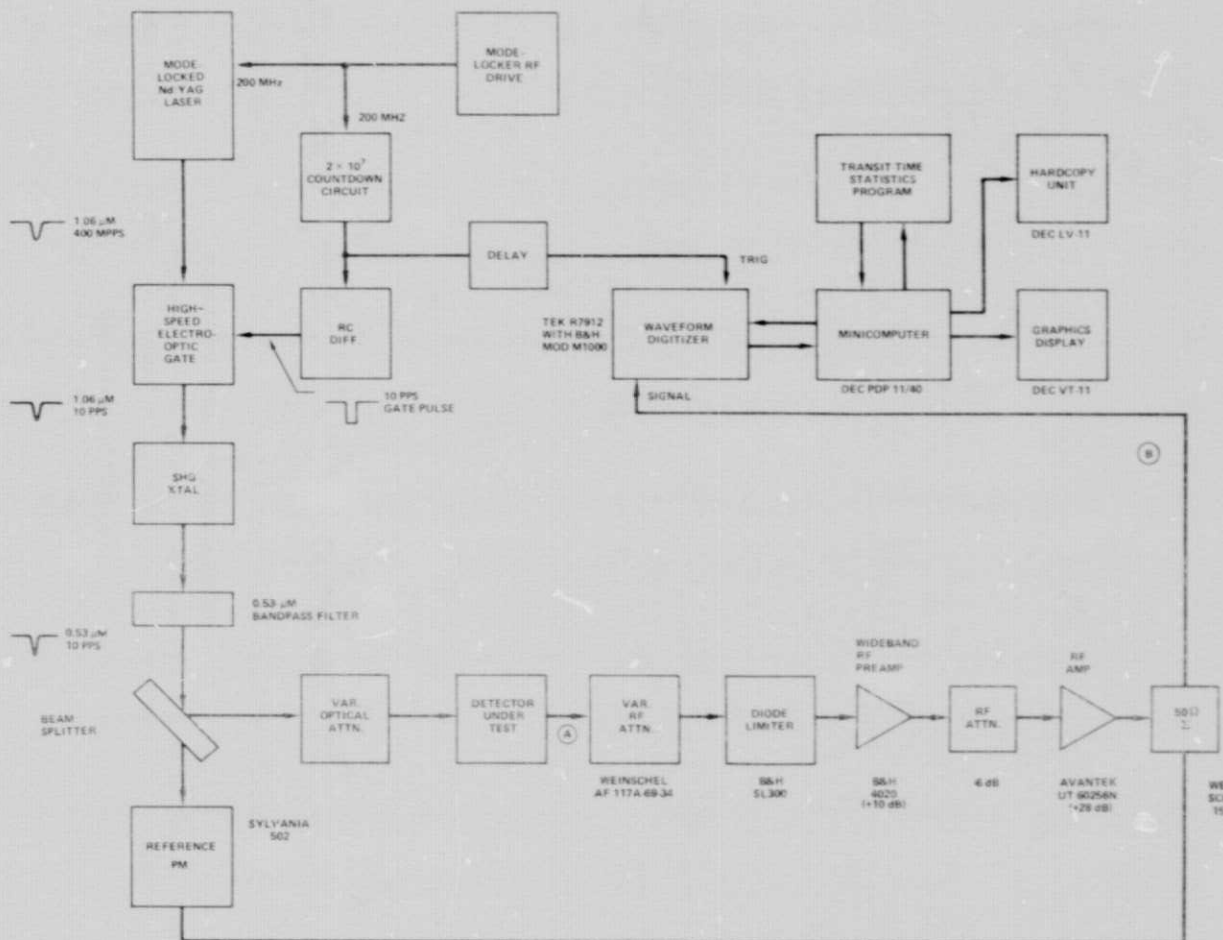 MODE-
LOCKED
Nd:YAG
LASER
200 MHz
MODE-
LOCKER RF
DRIVE
200 MHZ
2 × 10⁷
COUNTDOWN
CIRCUIT
TRANSIT TIME
STATISTICS
PROGRAM
HARDCOPY
UNIT
DEC LV-11
1.06 μM
400 MPPS
DELAY
TRIG
HIGH-
SPEED
ELECTRO-
OPTIC
GATE
RC
DIFF.
TEK R7912
WITH B&H
MOD M1000
WAVEFORM
DIGITIZER
MINICOMPUTER
DEC PDP 11/40
GRAPHICS
DISPLAY
DEC VT-11
1.06 μM
10 PPS
10 PPS
GATE PULSE
SIGNAL
B
SHG
XTAL
0.53 μM
BANDPASS FILTER
0.53 μM
10 PPS
BEAM
SPLITTER
VAR.
OPTICAL
ATTN.
DETECTOR
UNDER
TEST
A
VAR.
RF
ATTN.
WEINSCHEL
AF 117A-69-34
DIODE
LIMITER
B&H
SL300
WIDEBAND
RF
PREAMP
B&H
4020
(+10 dB)
RF
ATTN.
-6 dB
RF
AMP
AVANTEK
UT 60256N
(+28 dB)
50Ω
Σ
SYLVANIA
502
REFERENCE
PM